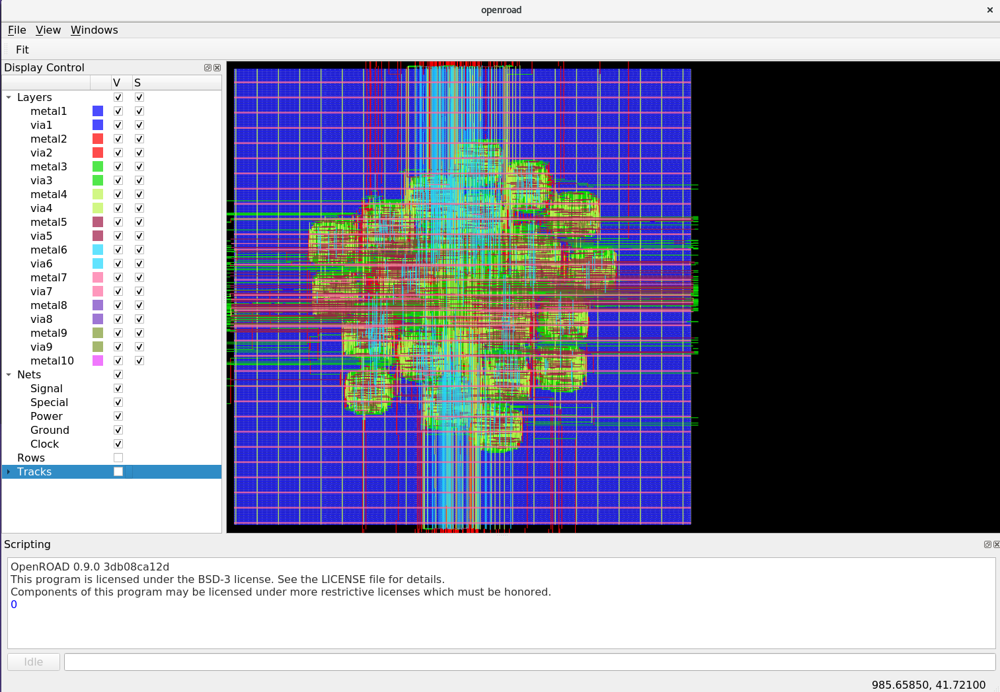 openroad
File View Windows
Fit
Display Control
V S
Layers
metal1
via1
metal2
via2
metal3
via3
metal4
via4
metal5
via5
metal6
via6
metal7
via7
metal8
via8
metal9
via9
metal10
Nets
Signal
Special
Power
Ground
Clock
Rows
Tracks
Scripting
OpenROAD 0.9.0 3db08ca12d
This program is licensed under the BSD-3 license. See the LICENSE file for details.
Components of this program may be licensed under more restrictive licenses which must be honored.
0
Idle
985.65850, 41.72100